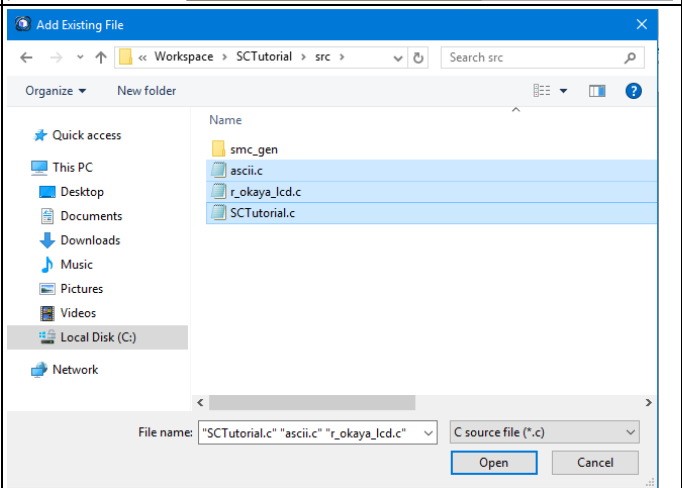 Add Existing File
« Workspace › SCTutorial › src ›
Search src
Organize
New folder
Name
Quick access
This PC
Desktop
Documents
Downloads
Music
Pictures
Videos
Local Disk (C:)
Network
smc_gen
ascii.c
r_okaya_lcd.c
SCTutorial.c
File name: "SCTutorial.c" "ascii.c" "r_okaya_lcd.c"
C source file (*.c)
Open
Cancel